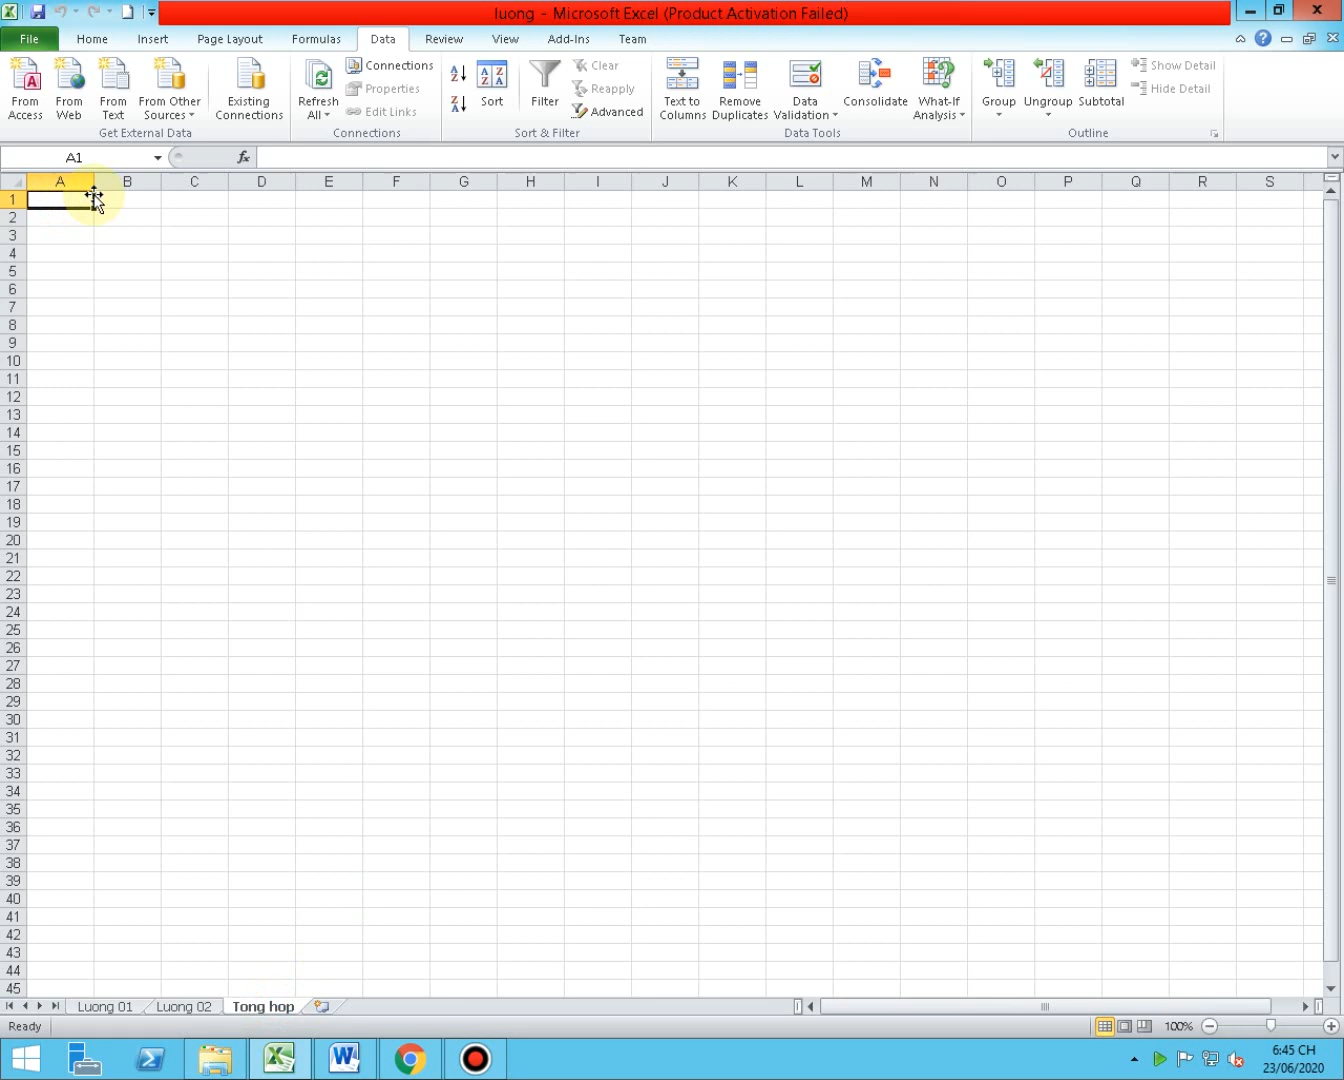 luong - Microsoft Excel (Product Activation Failed)
File Home Insert Page Layout Formulas Data Review View Add-Ins Team
From Access
From Web
From Text
From Other Sources
Existing Connections
Get External Data
Refresh All
Connections
Properties
Edit Links
Connections
Sort
Filter
Clear
Reapply
Advanced
Sort & Filter
Text to Columns
Remove Duplicates
Data Validation
Consolidate
What-If Analysis
Data Tools
Group
Ungroup
Subtotal
Show Detail
Hide Detail
Outline
A1 fx
A B C D E F G H I J K L M N O P Q R S
1
2
3
4
5
6
7
8
9
10
11
12
13
14
15
16
17
18
19
20
21
22
23
24
25
26
27
28
29
30
31
32
33
34
35
36
37
38
39
40
41
42
43
44
45
Luong 01 Luong 02 Tong hop
Ready 100%
6:45 CH
23/06/2020